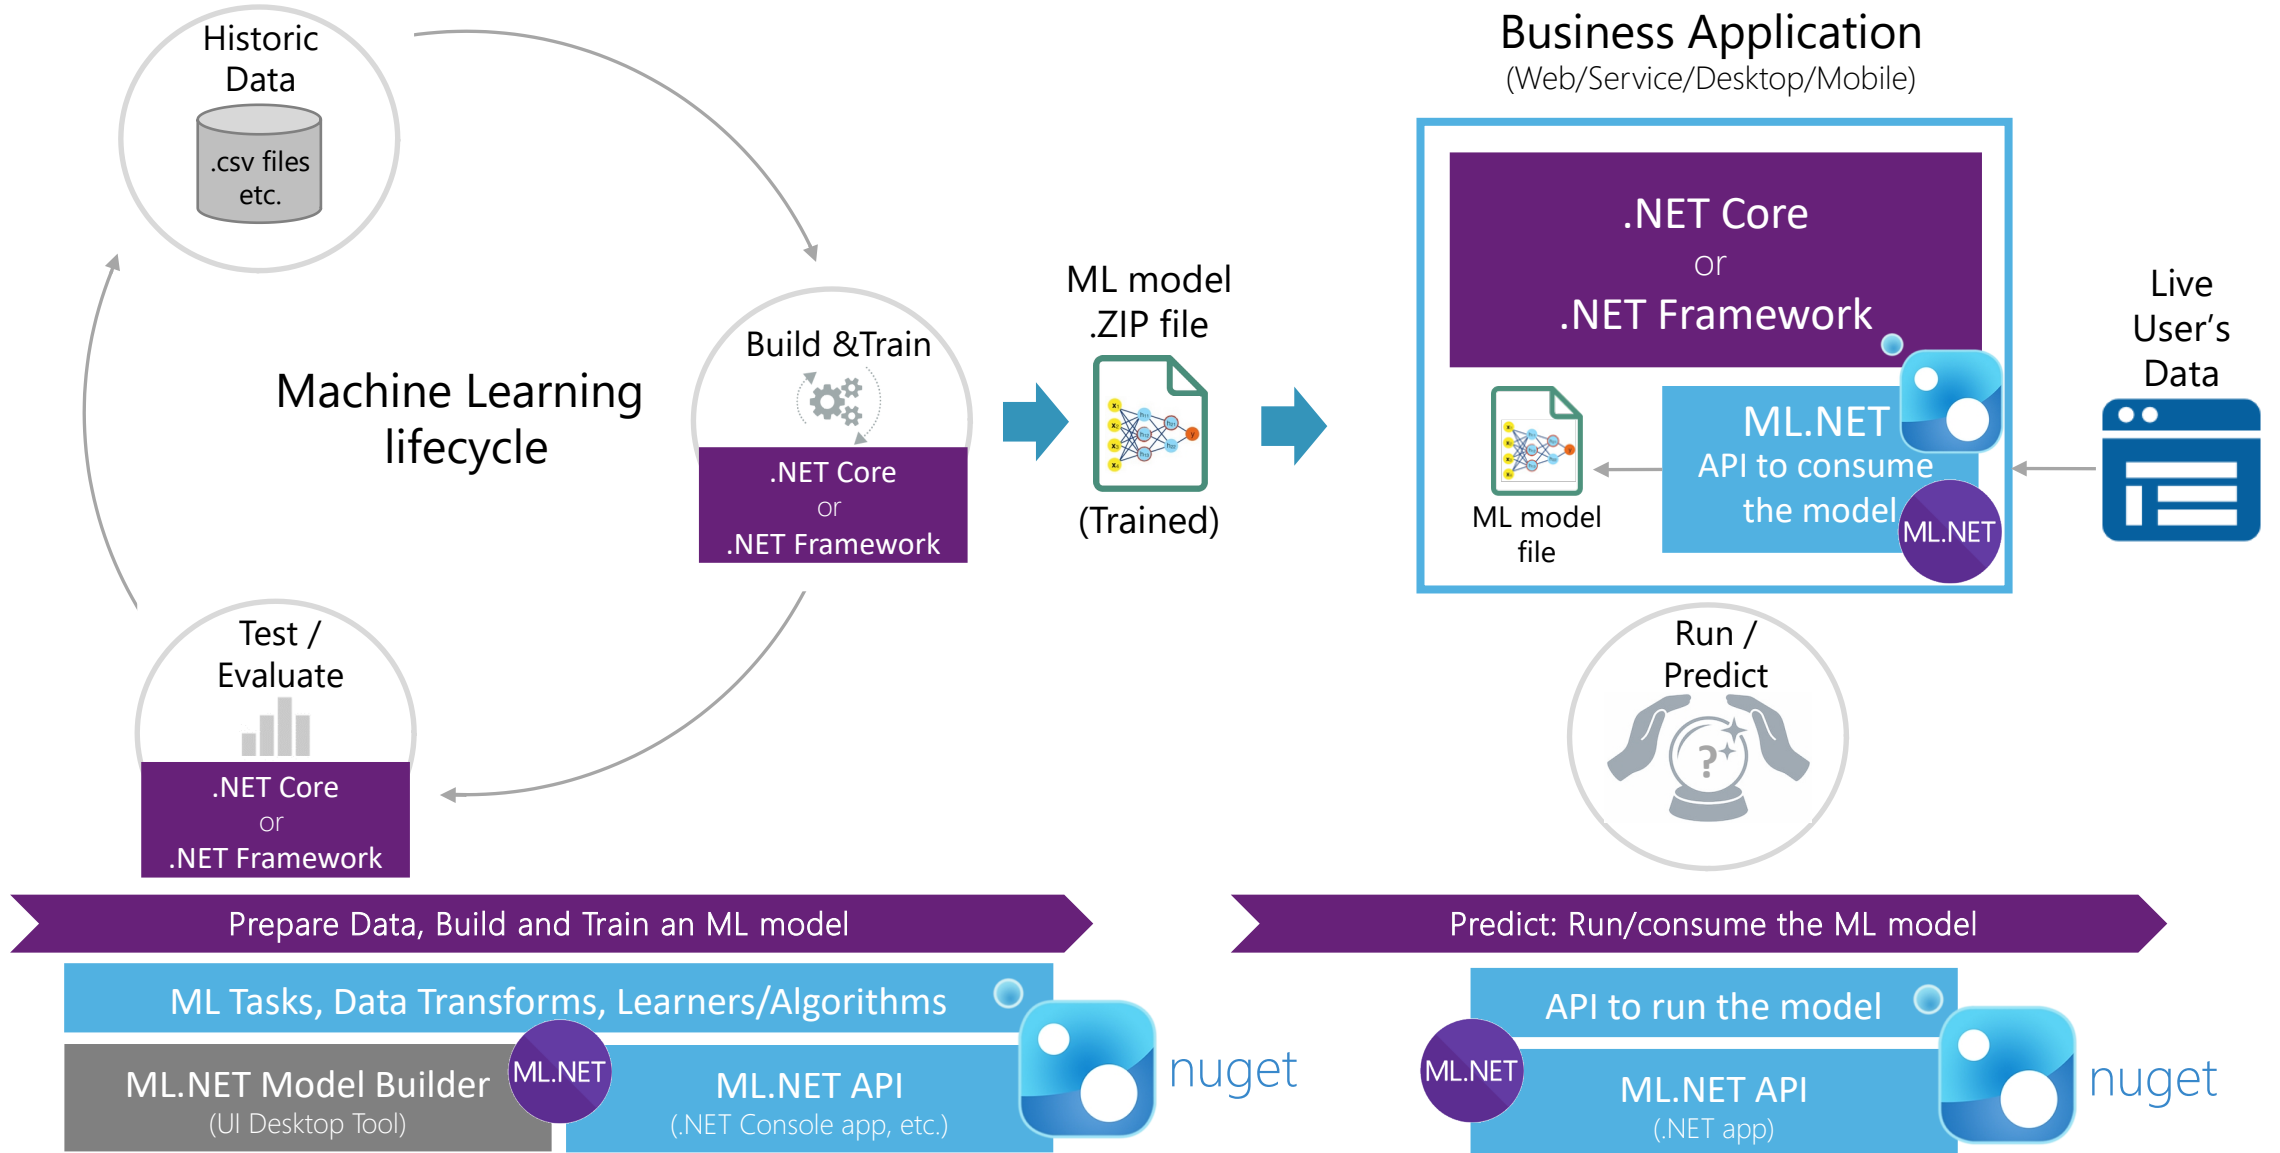 Historic
Data
.csv files
etc.
Machine Learning
lifecycle
Build &Train
.NET Core
or
.NET Framework
Test /
Evaluate
.NET Core
or
.NET Framework
ML model
.ZIP file
(Trained)
Business Application
(Web/Service/Desktop/Mobile)
.NET Core
or
.NET Framework
ML model
file
ML.NET
API to consume
the model
ML.NET
Live
User’s
Data
Run /
Predict
?
Prepare Data, Build and Train an ML model
ML Tasks, Data Transforms, Learners/Algorithms
ML.NET Model Builder
(UI Desktop Tool)
ML.NET
ML.NET API
(.NET Console app, etc.)
nuget
Predict: Run/consume the ML model
API to run the model
ML.NET
ML.NET API
(.NET app)
nuget